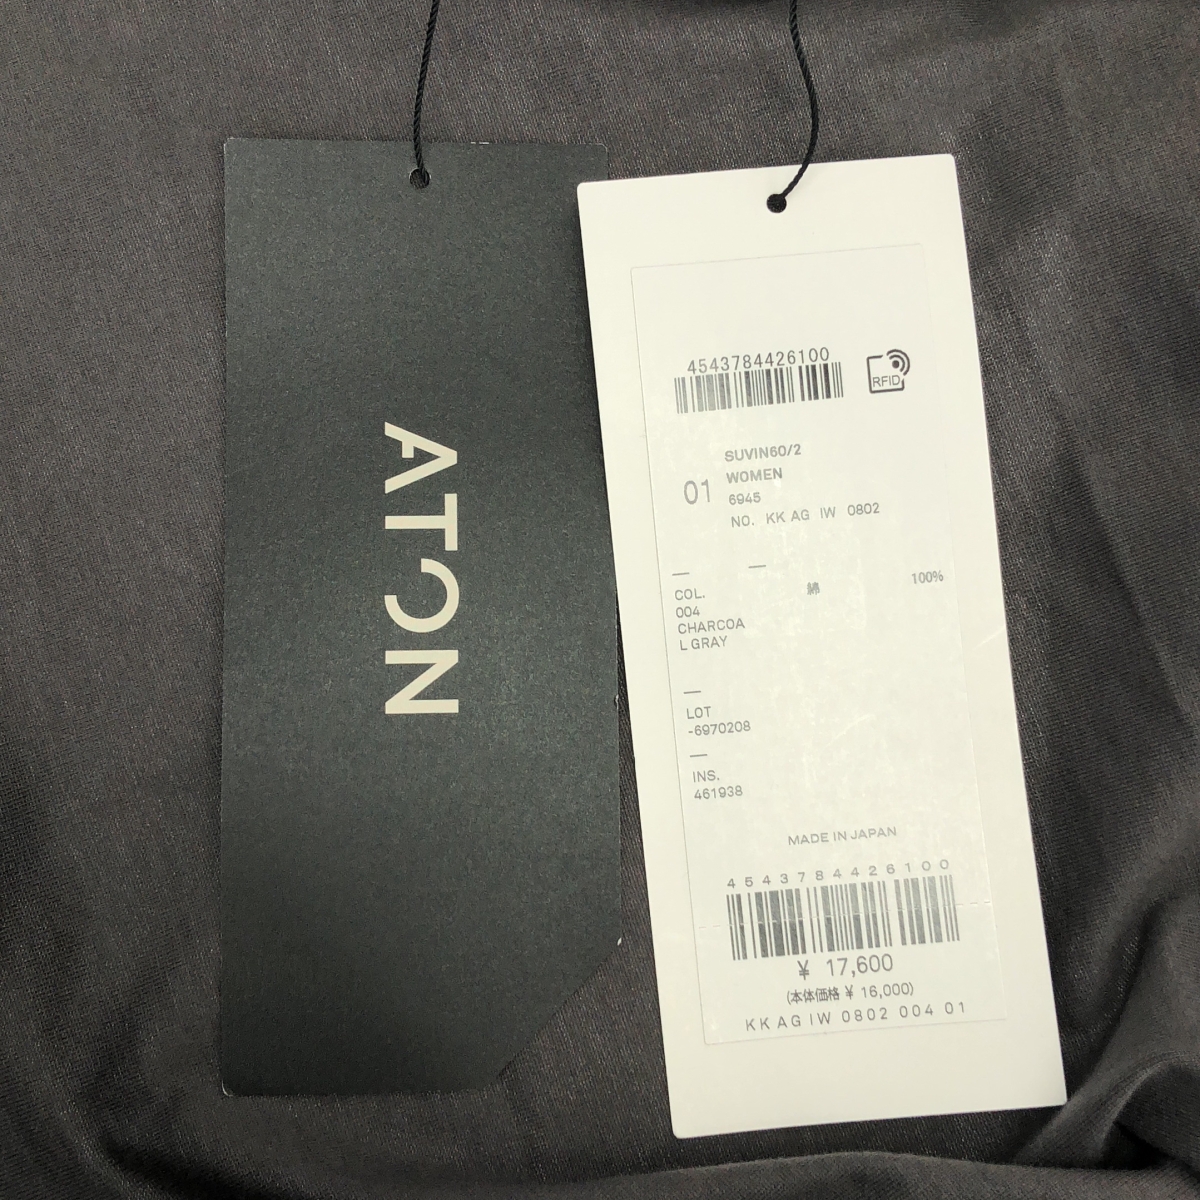 ATON
4543784426100
RFID
SUVIN60/2
01
WOMEN
6945
NO. KK AG IW 0802
綿 100%
COL.
004
CHARCOA
L GRAY
LOT
-6970208
INS.
461938
MADE IN JAPAN
4543784426100
¥ 17,600
(本体価格 ¥ 16,000)
KK AG IW 0802 004 01